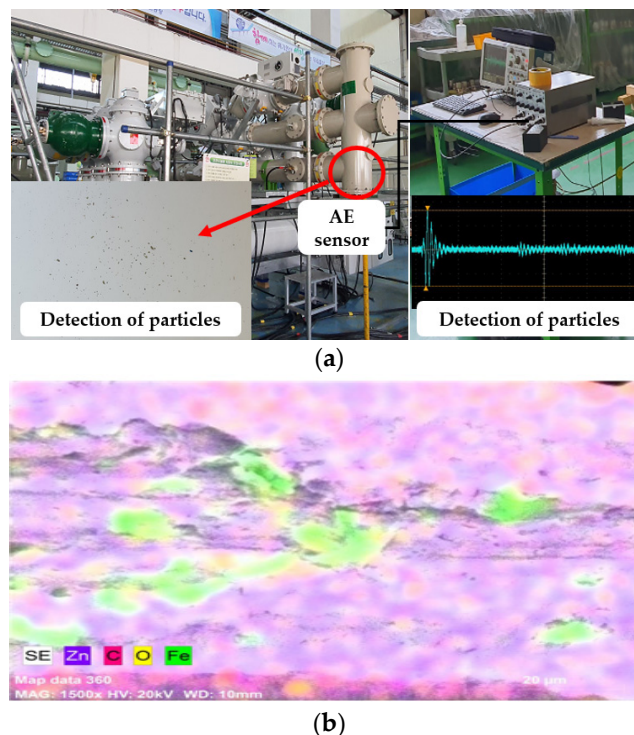 AE
sensor
Detection of particles
Detection of particles
(a)
SE Zn C O Fe
Map data 360
MAG: 1500x HV: 20kV WD: 10mm
20 µm
(b)